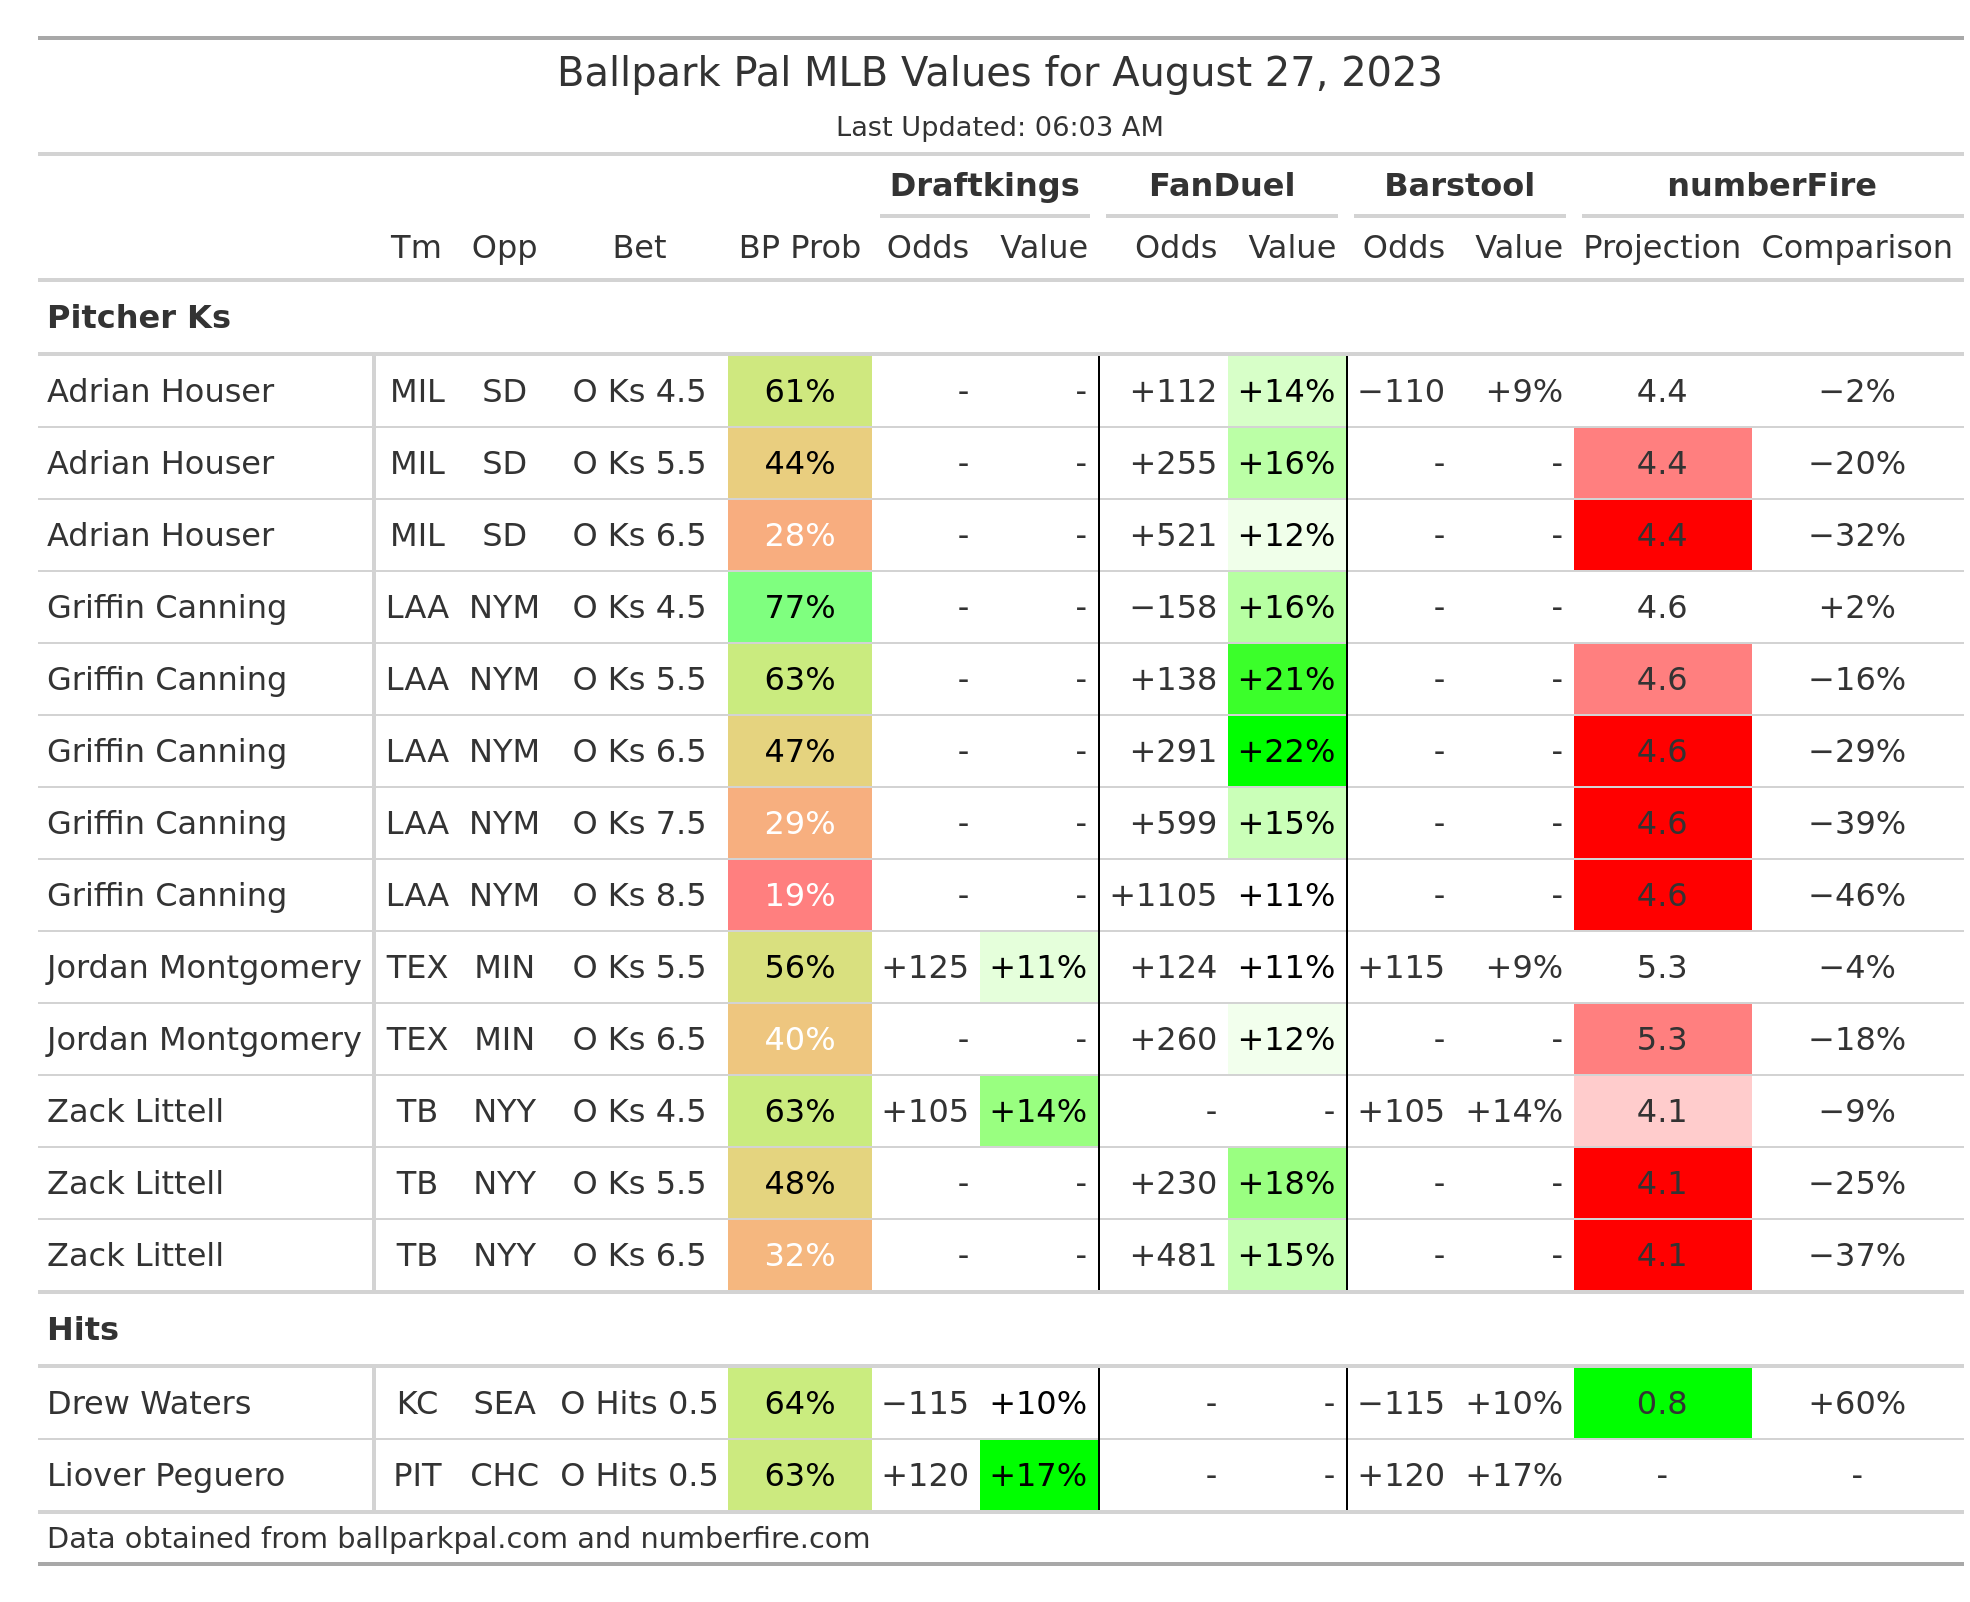 Ballpark Pal MLB Values for August 27, 2023
Last Updated: 06:03 AM
Draftkings FanDuel Barstool numberFire
Tm Opp Bet BP Prob Odds Value Odds Value Odds Value Projection Comparison
Pitcher Ks
Adrian Houser MIL SD O Ks 4.5 61% - - +112 +14% −110 +9% 4.4 −2%
Adrian Houser MIL SD O Ks 5.5 44% - - +255 +16% - - 4.4 −20%
Adrian Houser MIL SD O Ks 6.5 28% - - +521 +12% - - 4.4 −32%
Griffin Canning LAA NYM O Ks 4.5 77% - - −158 +16% - - 4.6 +2%
Griffin Canning LAA NYM O Ks 5.5 63% - - +138 +21% - - 4.6 −16%
Griffin Canning LAA NYM O Ks 6.5 47% - - +291 +22% - - 4.6 −29%
Griffin Canning LAA NYM O Ks 7.5 29% - - +599 +15% - - 4.6 −39%
Griffin Canning LAA NYM O Ks 8.5 19% - - +1105 +11% - - 4.6 −46%
Jordan Montgomery TEX MIN O Ks 5.5 56% +125 +11% +124 +11% +115 +9% 5.3 −4%
Jordan Montgomery TEX MIN O Ks 6.5 40% - - +260 +12% - - 5.3 −18%
Zack Littell TB NYY O Ks 4.5 63% +105 +14% - - +105 +14% 4.1 −9%
Zack Littell TB NYY O Ks 5.5 48% - - +230 +18% - - 4.1 −25%
Zack Littell TB NYY O Ks 6.5 32% - - +481 +15% - - 4.1 −37%
Hits
Drew Waters KC SEA O Hits 0.5 64% −115 +10% - - −115 +10% 0.8 +60%
Liover Peguero PIT CHC O Hits 0.5 63% +120 +17% - - +120 +17% - -
Data obtained from ballparkpal.com and numberfire.com